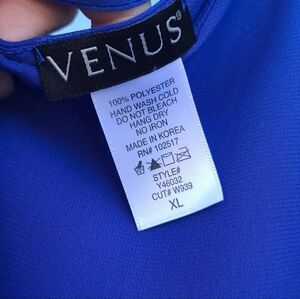 VENUS®
100% POLYESTER
HAND WASH COLD
DO NOT BLEACH
HANG DRY
NO IRON
MADE IN KOREA
RN# 102517
STYLE#
Y46032
CUT# W939
XL